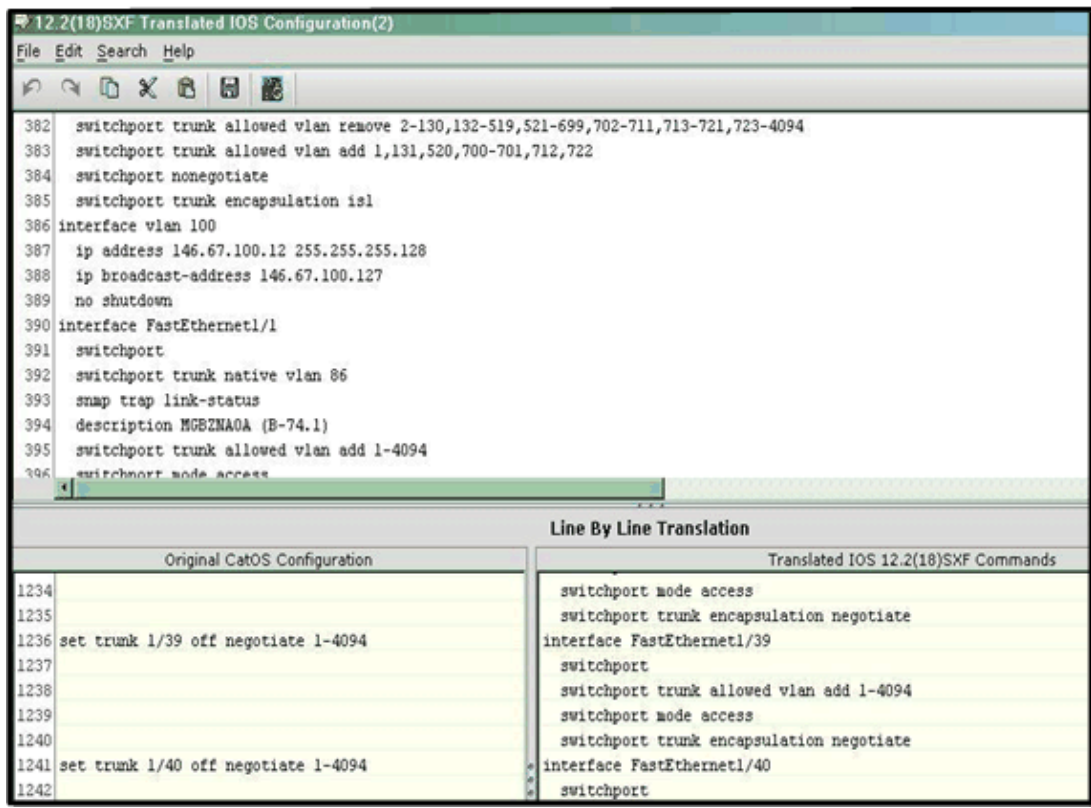 12.2(18)SXF Translated IOS Configuration(2)
File Edit Search Help
382 switchport trunk allowed vlan remove 2-130,132-519,521-699,702-711,713-721,723-4094
383 switchport trunk allowed vlan add 1,131,520,700-701,712,722
384 switchport nonegotiate
385 switchport trunk encapsulation isl
386 interface vlan 100
387 ip address 146.67.100.12 255.255.255.128
388 ip broadcast-address 146.67.100.127
389 no shutdown
390 interface FastEthernet1/1
391 switchport
392 switchport trunk native vlan 86
393 snmp trap link-status
394 description MGBZNA0A (B-74.1)
395 switchport trunk allowed vlan add 1-4094
396 switchport mode access
Line By Line Translation
Original CatOS Configuration Translated IOS 12.2(18)SXF Commands
1234 switchport mode access
1235 switchport trunk encapsulation negotiate
1236 set trunk 1/39 off negotiate 1-4094 interface FastEthernet1/39
1237 switchport
1238 switchport trunk allowed vlan add 1-4094
1239 switchport mode access
1240 switchport trunk encapsulation negotiate
1241 set trunk 1/40 off negotiate 1-4094 interface FastEthernet1/40
1242 switchport